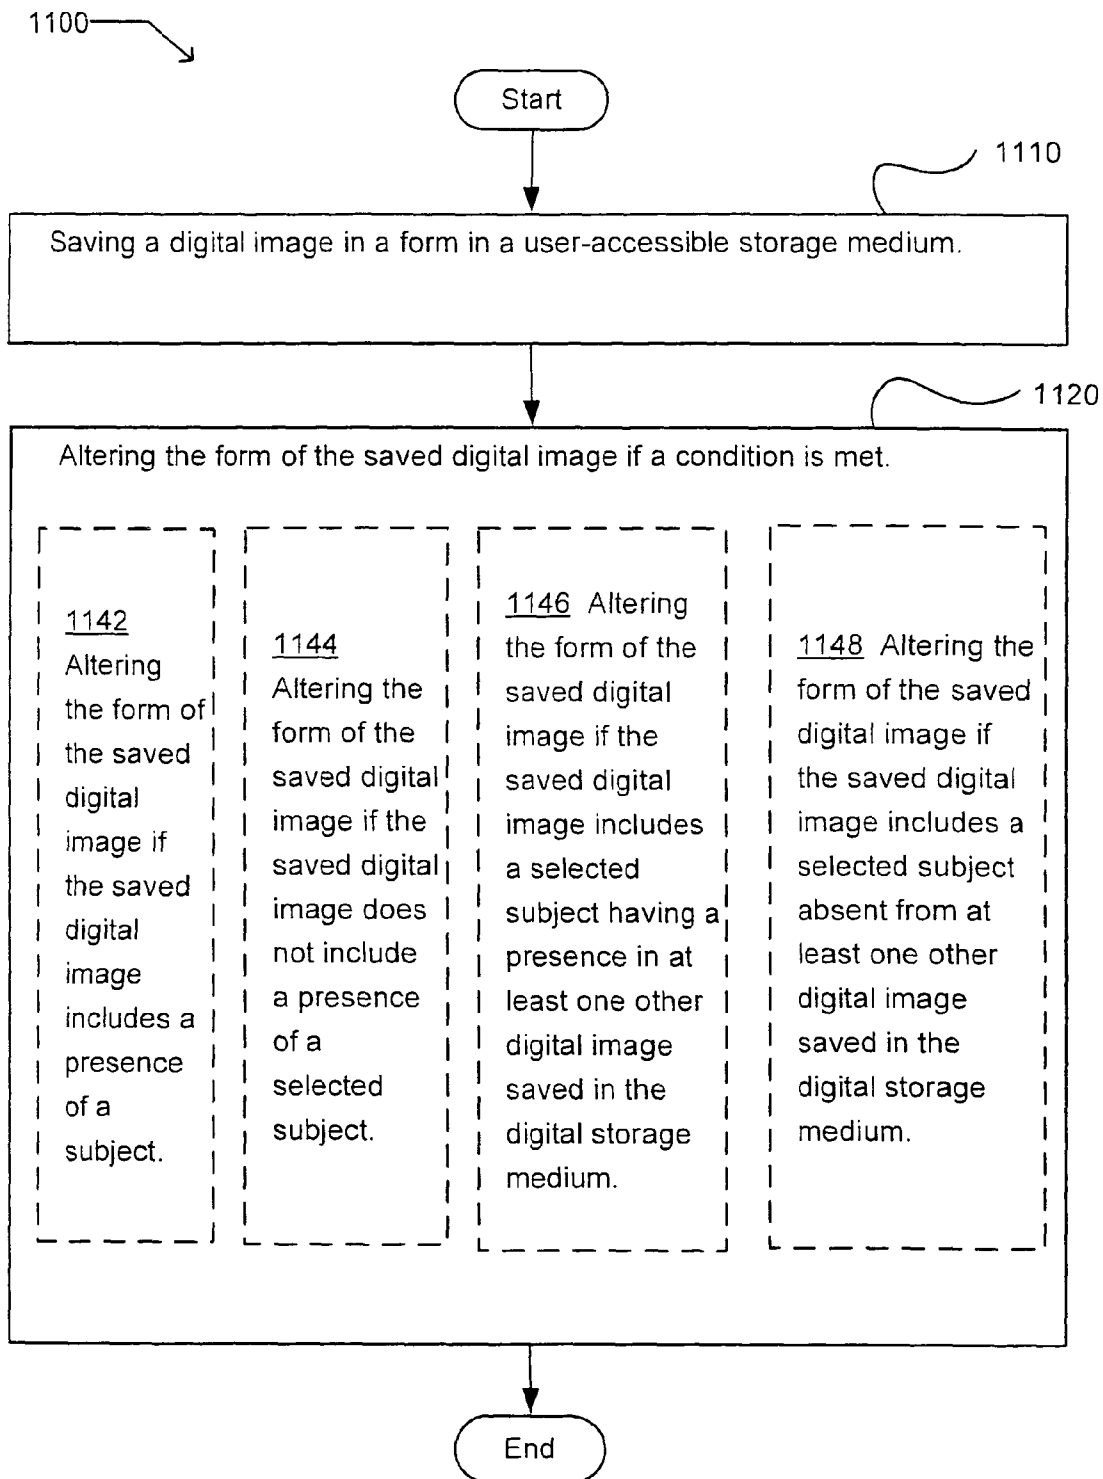 1100
Start
1110
Saving a digital image in a form in a user-accessible storage medium.
1120
Altering the form of the saved digital image if a condition is met.
1142
Altering
the form of
the saved
digital
image if
the saved
digital
image
includes a
presence
of a
subject.
1144
Altering the
form of the
saved digital
image if the
saved digital
image does
not include
a presence
of a
selected
subject.
1146 Altering
the form of the
saved digital
image if the
saved digital
image includes
a selected
subject having a
presence in at
least one other
digital image
saved in the
digital storage
medium.
1148 Altering the
form of the saved
digital image if
the saved digital
image includes a
selected subject
absent from at
least one other
digital image
saved in the
digital storage
medium.
End